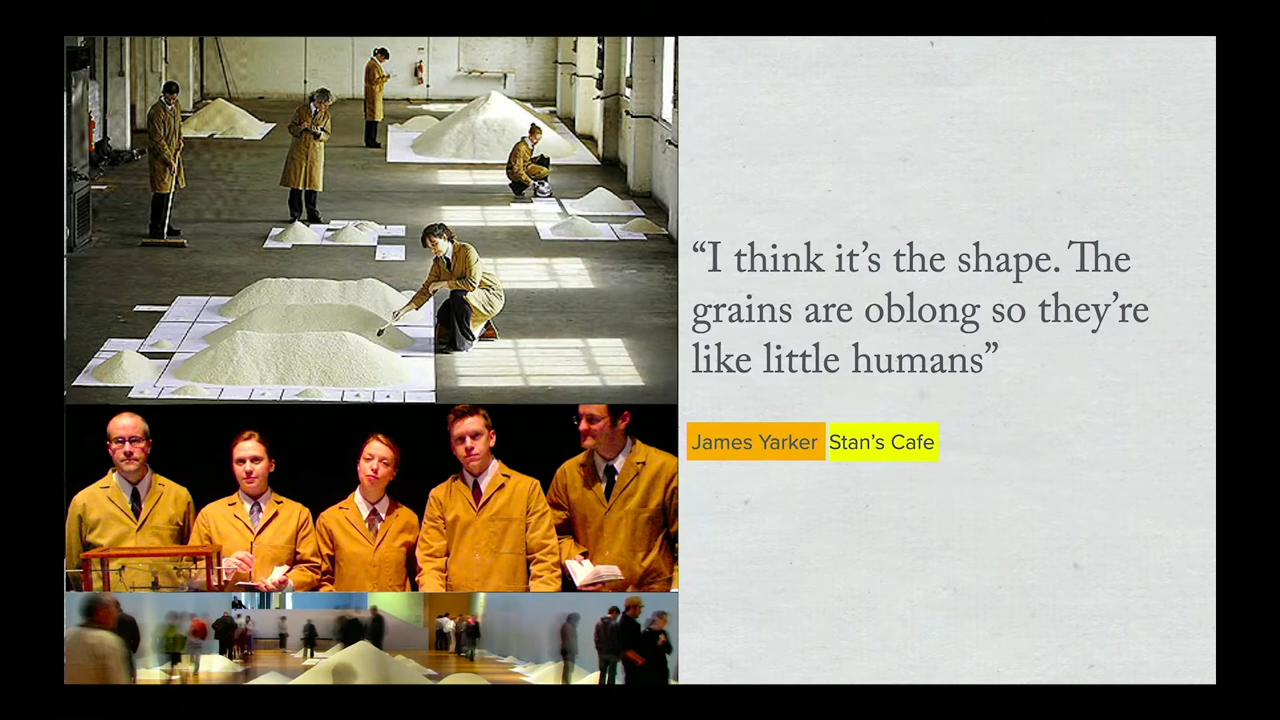 “I think it’s the shape. The
grains are oblong so they’re
like little humans”
James Yarker Stan’s Cafe